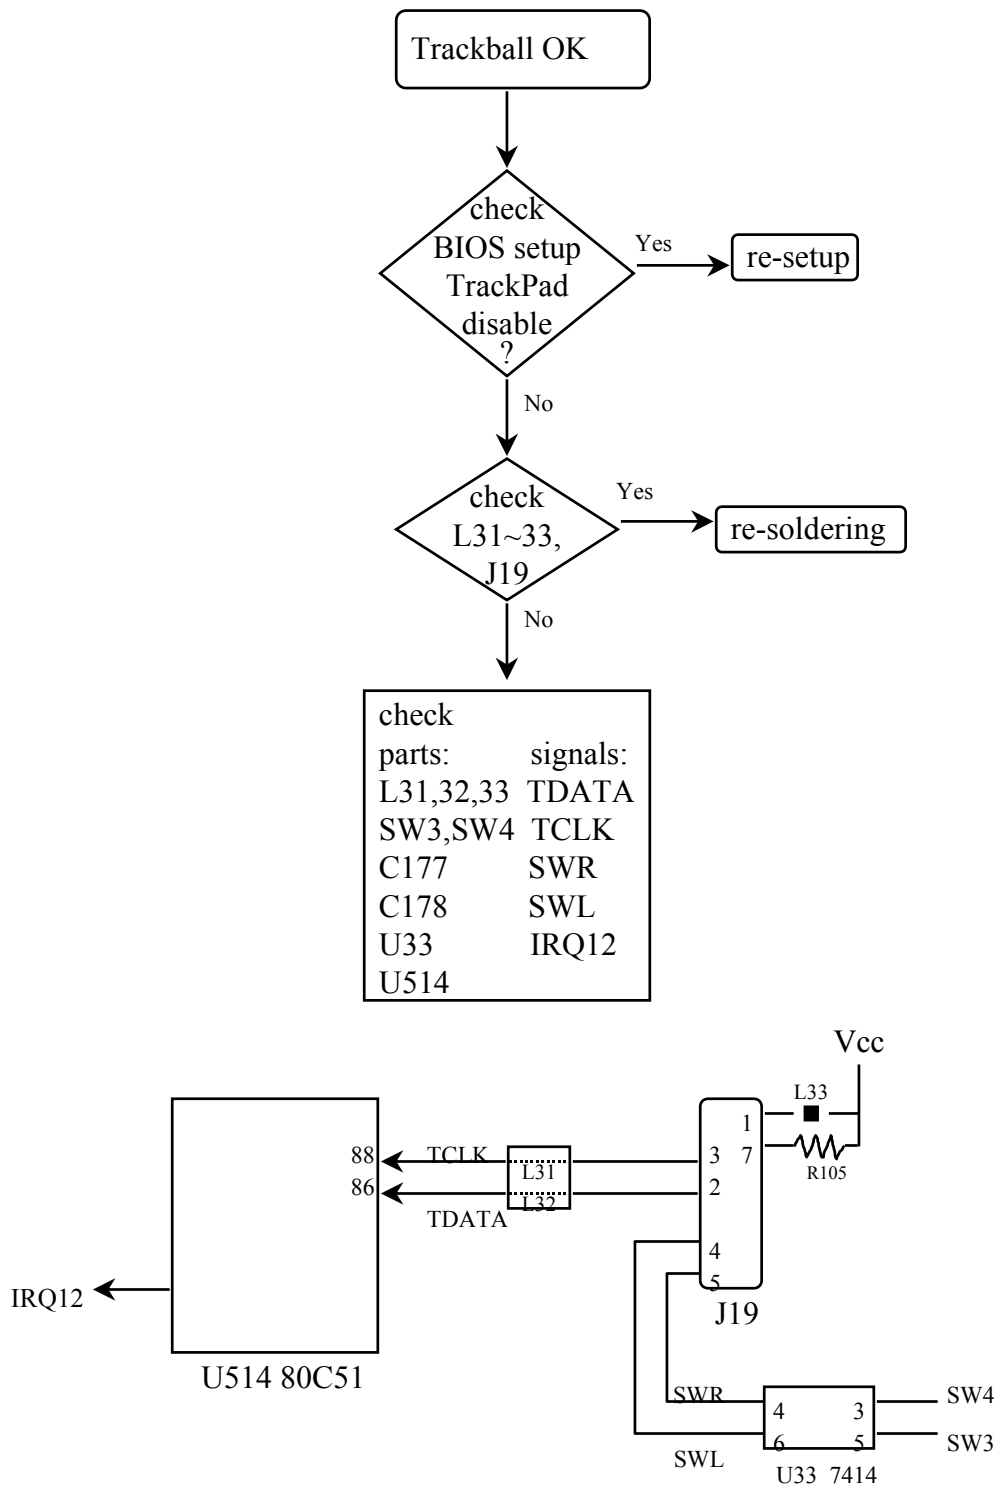 Trackball OK
check
BIOS setup
TrackPad
disable
?
Yes
re-setup
No
check
L31~33,
J19
Yes
re-soldering
No
check
parts: signals:
L31,32,33 TDATA
SW3,SW4 TCLK
C177 SWR
C178 SWL
U33 IRQ12
U514
Vcc
L33
1
88 TCLK L31 3 7 R105
86 TDATA L32 2
4
5
IRQ12
J19
U514 80C51
SWR 4 3 SW4
SWL 6 5 SW3
U33 7414